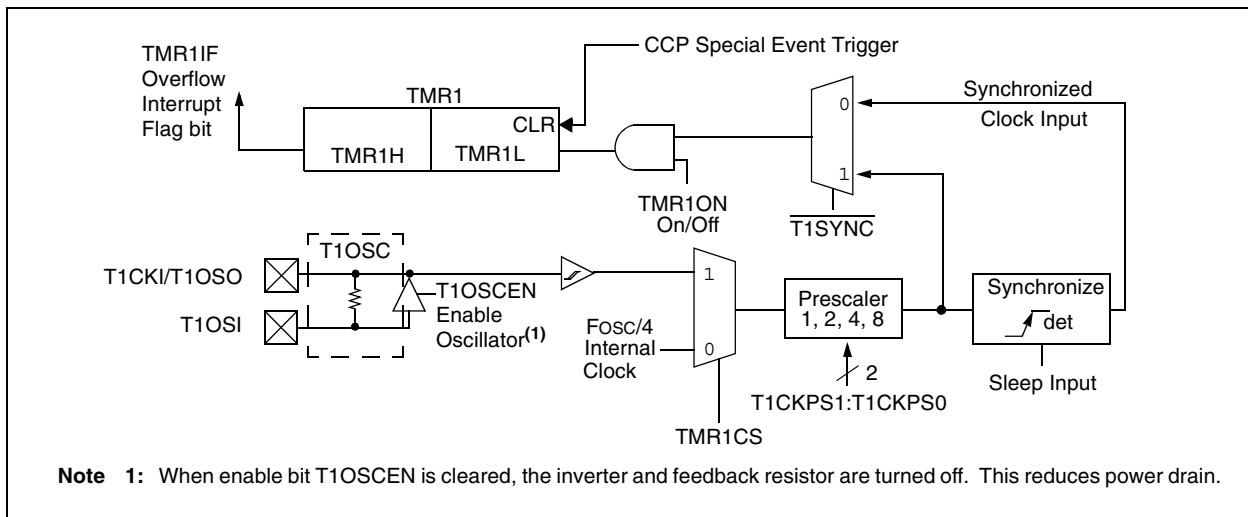 TMR1IF
Overflow
Interrupt
Flag bit
TMR1
CCP Special Event Trigger
CLR
TMR1H
TMR1L
TMR1ON
On/Off
0
1
T1SYNC
Synchronized
Clock Input
T1OSC
T1CKI/T1OSO
T1OSI
T1OSCEN
Enable
Oscillator(1)
FOSC/4
Internal
Clock
1
0
TMR1CS
Prescaler
1, 2, 4, 8
2
T1CKPS1:T1CKPS0
Synchronize
det
Sleep Input
Note 1: When enable bit T1OSCEN is cleared, the inverter and feedback resistor are turned off. This reduces power drain.